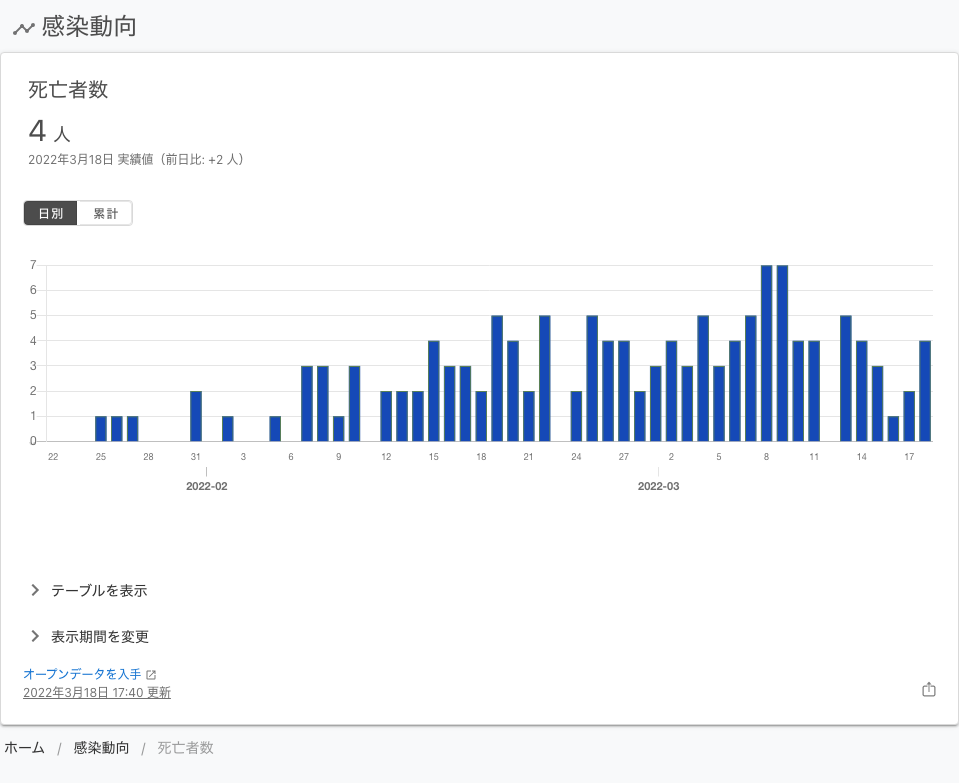 感染動向
死亡者数
4 人
2022年3月18日 実績値（前日比: +2 人）
日別 累計
7
6
5
4
3
2
1
0
22 25 28 31 3 6 9 12 15 18 21 24 27 2 5 8 11 14 17
2022-02 2022-03
テーブルを表示
表示期間を変更
オープンデータを入手
2022年3月18日 17:40 更新
ホーム / 感染動向 / 死亡者数